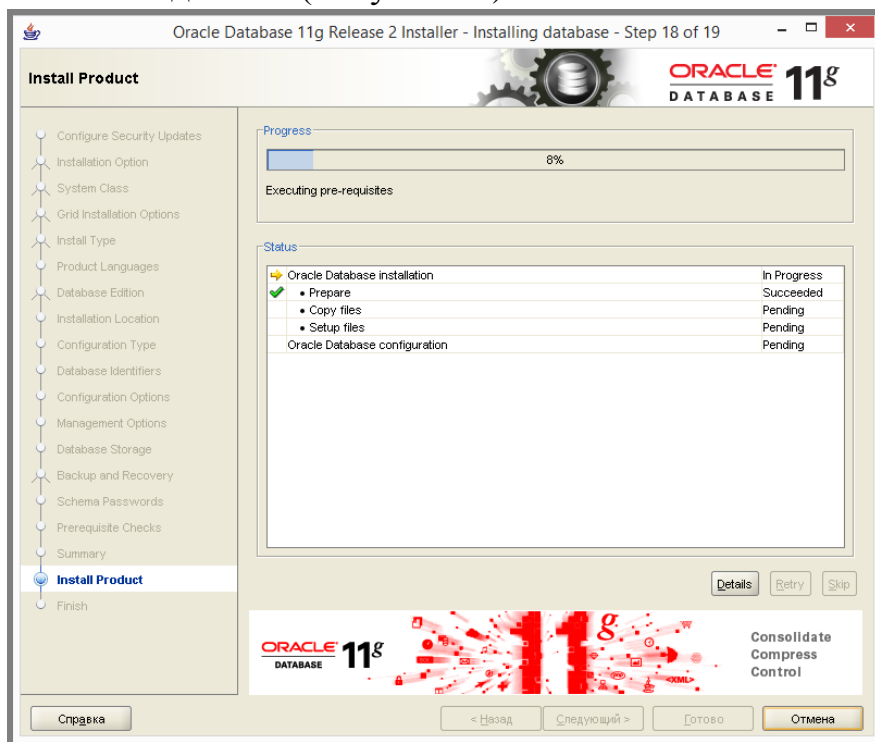 Oracle Database 11g Release 2 Installer - Installing database - Step 18 of 19
Install Product
ORACLE 11g
DATABASE
Configure Security Updates
Installation Option
System Class
Grid Installation Options
Install Type
Product Languages
Database Edition
Installation Location
Configuration Type
Database Identifiers
Configuration Options
Management Options
Database Storage
Backup and Recovery
Schema Passwords
Prerequisite Checks
Summary
Install Product
Finish
Progress
8%
Executing pre-requisites
Status
Oracle Database installation In Progress
• Prepare Succeeded
• Copy files Pending
• Setup files Pending
Oracle Database configuration Pending
Details Retry Skip
ORACLE 11g
DATABASE
11g
<XML>
Consolidate
Compress
Control
Справка < Назад Следующий > Готово Отмена